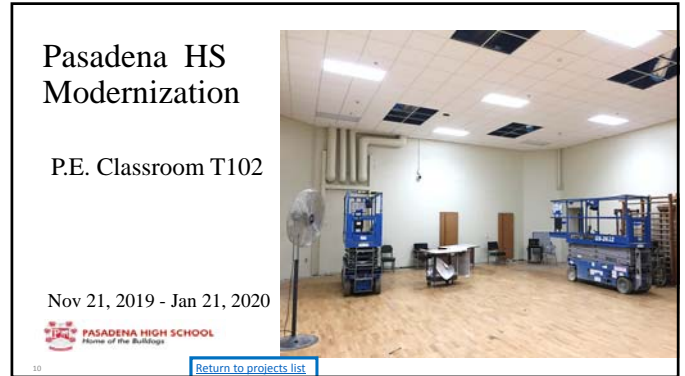 Pasadena HS
Modernization
P.E. Classroom T102
Nov 21, 2019 - Jan 21, 2020
PASADENA HIGH SCHOOL
Home of the Bulldogs
10
Return to projects list